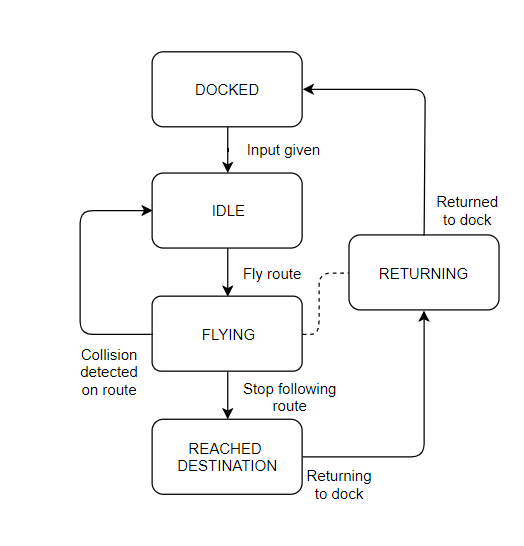 DOCKED
Input given
Returned
to dock
IDLE
Fly route
RETURNING
FLYING
Collision
detected
on route
Stop following
route
REACHED
DESTINATION
Returning
to dock